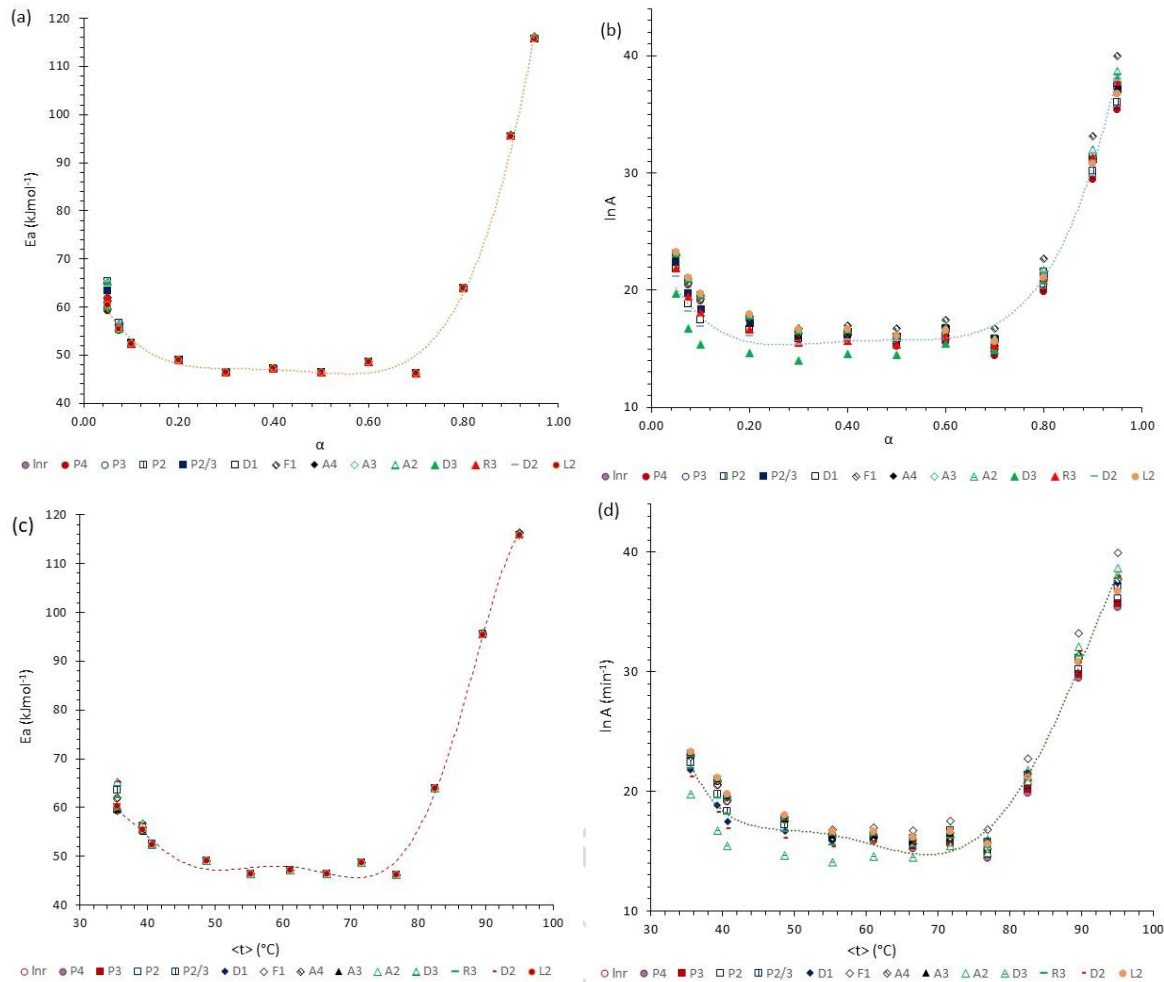 (a)
120
110
100
90
80
70
60
50
40
Ea (kJmol⁻¹)
0.00 0.20 0.40 0.60 0.80 1.00
α
lnr P4 P3 P2 P2/3 D1 F1 A4 A3 A2 D3 R3 D2 L2
(b)
40
30
20
10
ln A
0.00 0.20 0.40 0.60 0.80 1.00
α
lnr P4 P3 P2 P2/3 D1 F1 A4 A3 A2 D3 R3 D2 L2
(c)
120
110
100
90
80
70
60
50
40
Ea (kJmol⁻¹)
30 40 50 60 70 80 90 100
<t> (°C)
lnr P4 P3 P2 P2/3 D1 F1 A4 A3 A2 D3 R3 D2 L2
(d)
40
30
20
10
ln A (min⁻¹)
30 40 50 60 70 80 90 100
<t> (°C)
lnr P4 P3 P2 P2/3 D1 F1 A4 A3 A2 D3 R3 D2 L2